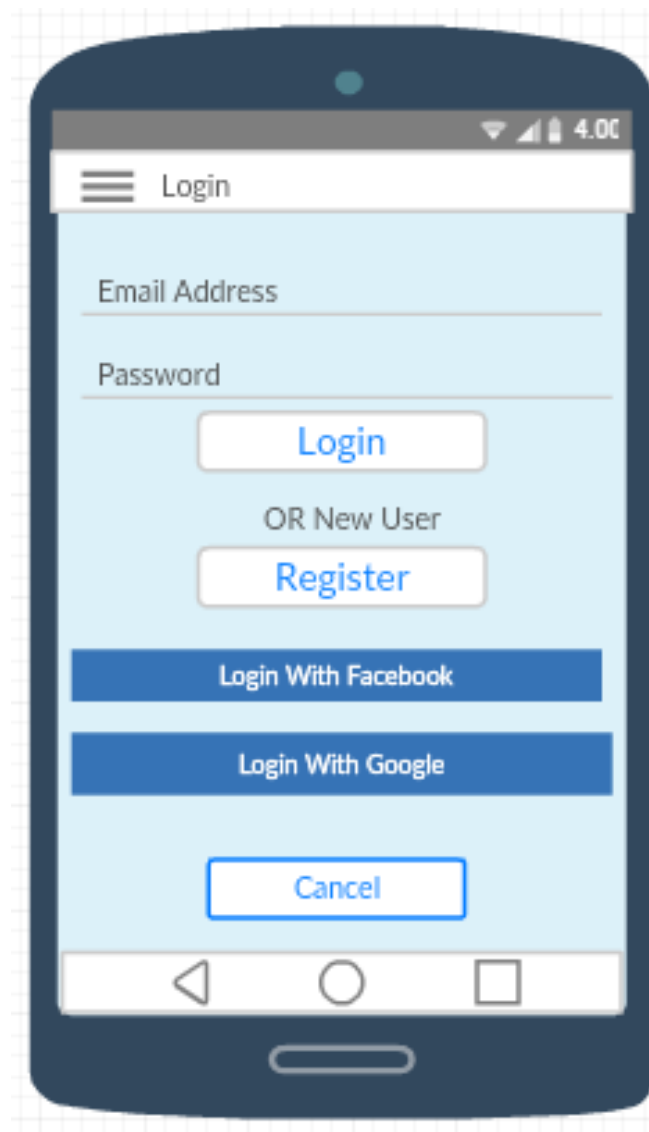 4.00
Login
Email Address
Password
Login
OR New User
Register
Login With Facebook
Login With Google
Cancel